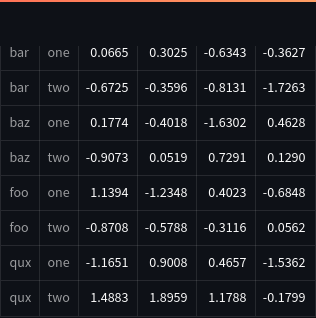 bar one 0.0665 0.3025 -0.6343 -0.3627
bar two -0.6725 -0.3596 -0.8131 -1.7263
baz one 0.1774 -0.4018 -1.6302 0.4628
baz two -0.9073 0.0519 0.7291 0.1290
foo one 1.1394 -1.2348 0.4023 -0.6848
foo two -0.8708 -0.5788 -0.3116 0.0562
qux one -1.1651 0.9008 0.4657 -1.5362
qux two 1.4883 1.8959 1.1788 -0.1799